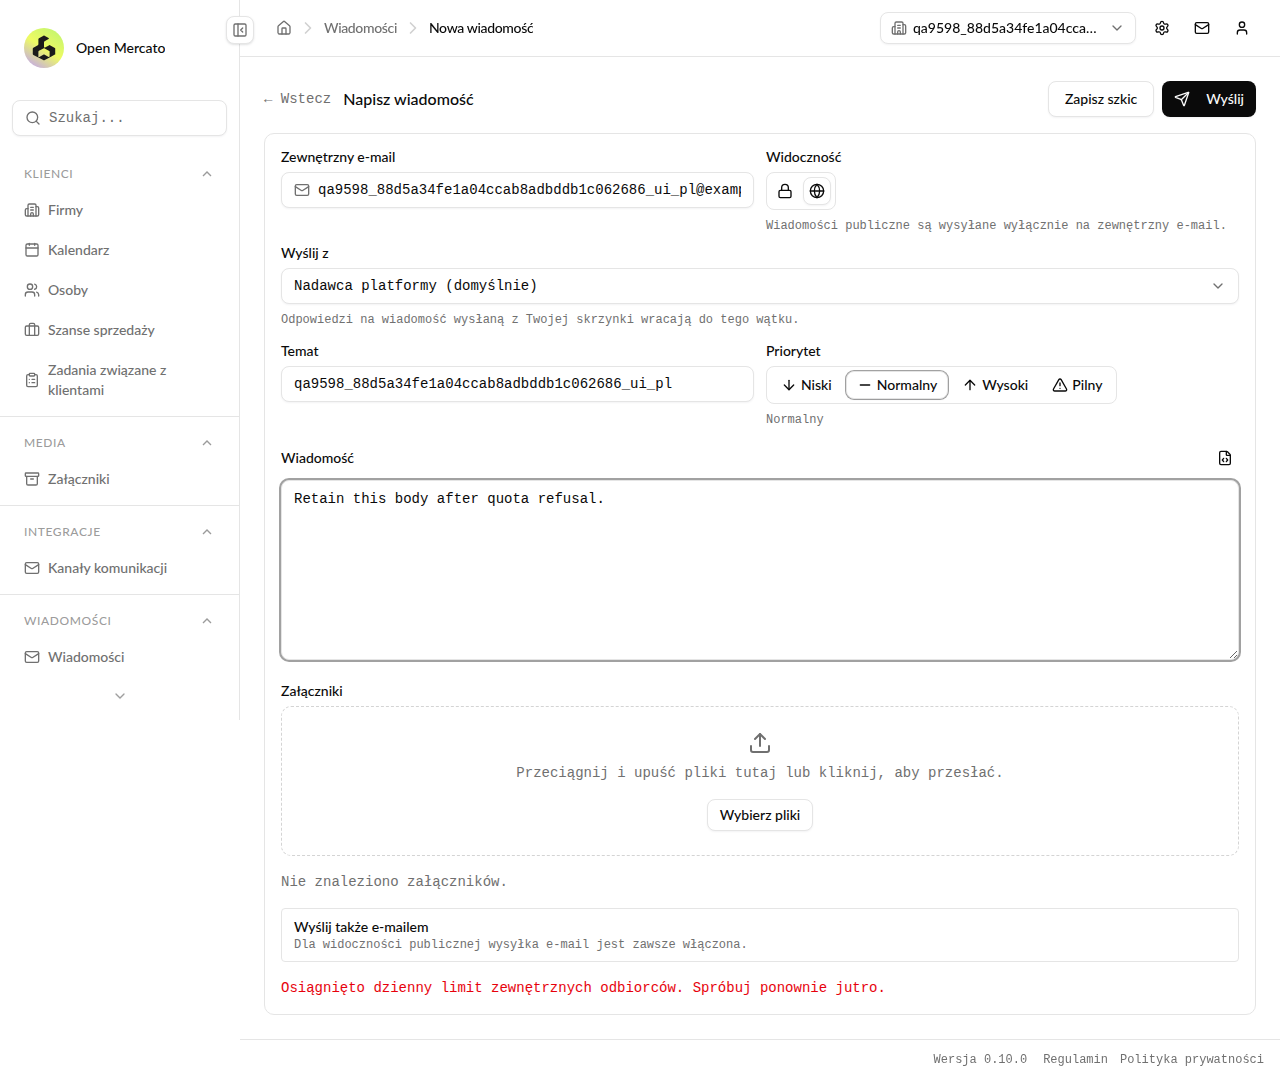 Open Mercato
Szukaj...
KLIENCI
Firmy
Kalendarz
Osoby
Szanse sprzedaży
Zadania związane z
klientami
MEDIA
Załączniki
INTEGRACJE
Kanały komunikacji
WIADOMOŚCI
Wiadomości
Wiadomości
Nowa wiadomość
qa9598_88d5a34fe1a04cca...
← Wstecz
Napisz wiadomość
Zapisz szkic
Wyślij
Zewnętrzny e-mail
Widoczność
qa9598_88d5a34fe1a04ccab8adbddb1c062686_ui_pl@examp
Wiadomości publiczne są wysyłane wyłącznie na zewnętrzny e-mail.
Wyślij z
Nadawca platformy (domyślnie)
Odpowiedzi na wiadomość wysłaną z Twojej skrzynki wracają do tego wątku.
Temat
Priorytet
qa9598_88d5a34fe1a04ccab8adbddb1c062686_ui_pl
Niski
Normalny
Wysoki
Pilny
Normalny
Wiadomość
Retain this body after quota refusal.
Załączniki
Przeciągnij i upuść pliki tutaj lub kliknij, aby przesłać.
Wybierz pliki
Nie znaleziono załączników.
Wyślij także e-mailem
Dla widoczności publicznej wysyłka e-mail jest zawsze włączona.
Osiągnięto dzienny limit zewnętrznych odbiorców. Spróbuj ponownie jutro.
Wersja 0.10.0
Regulamin
Polityka prywatności